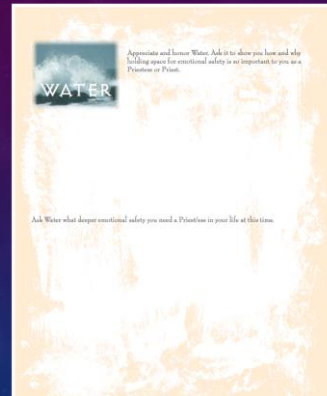 Appreciate and honor Water. Ask it to show you how and why
holding space for emotional safety is so important to you as a
Priestess or Priest.
WATER
Ask Water what deeper emotional safety you need a Priest/ess in your life at this time.